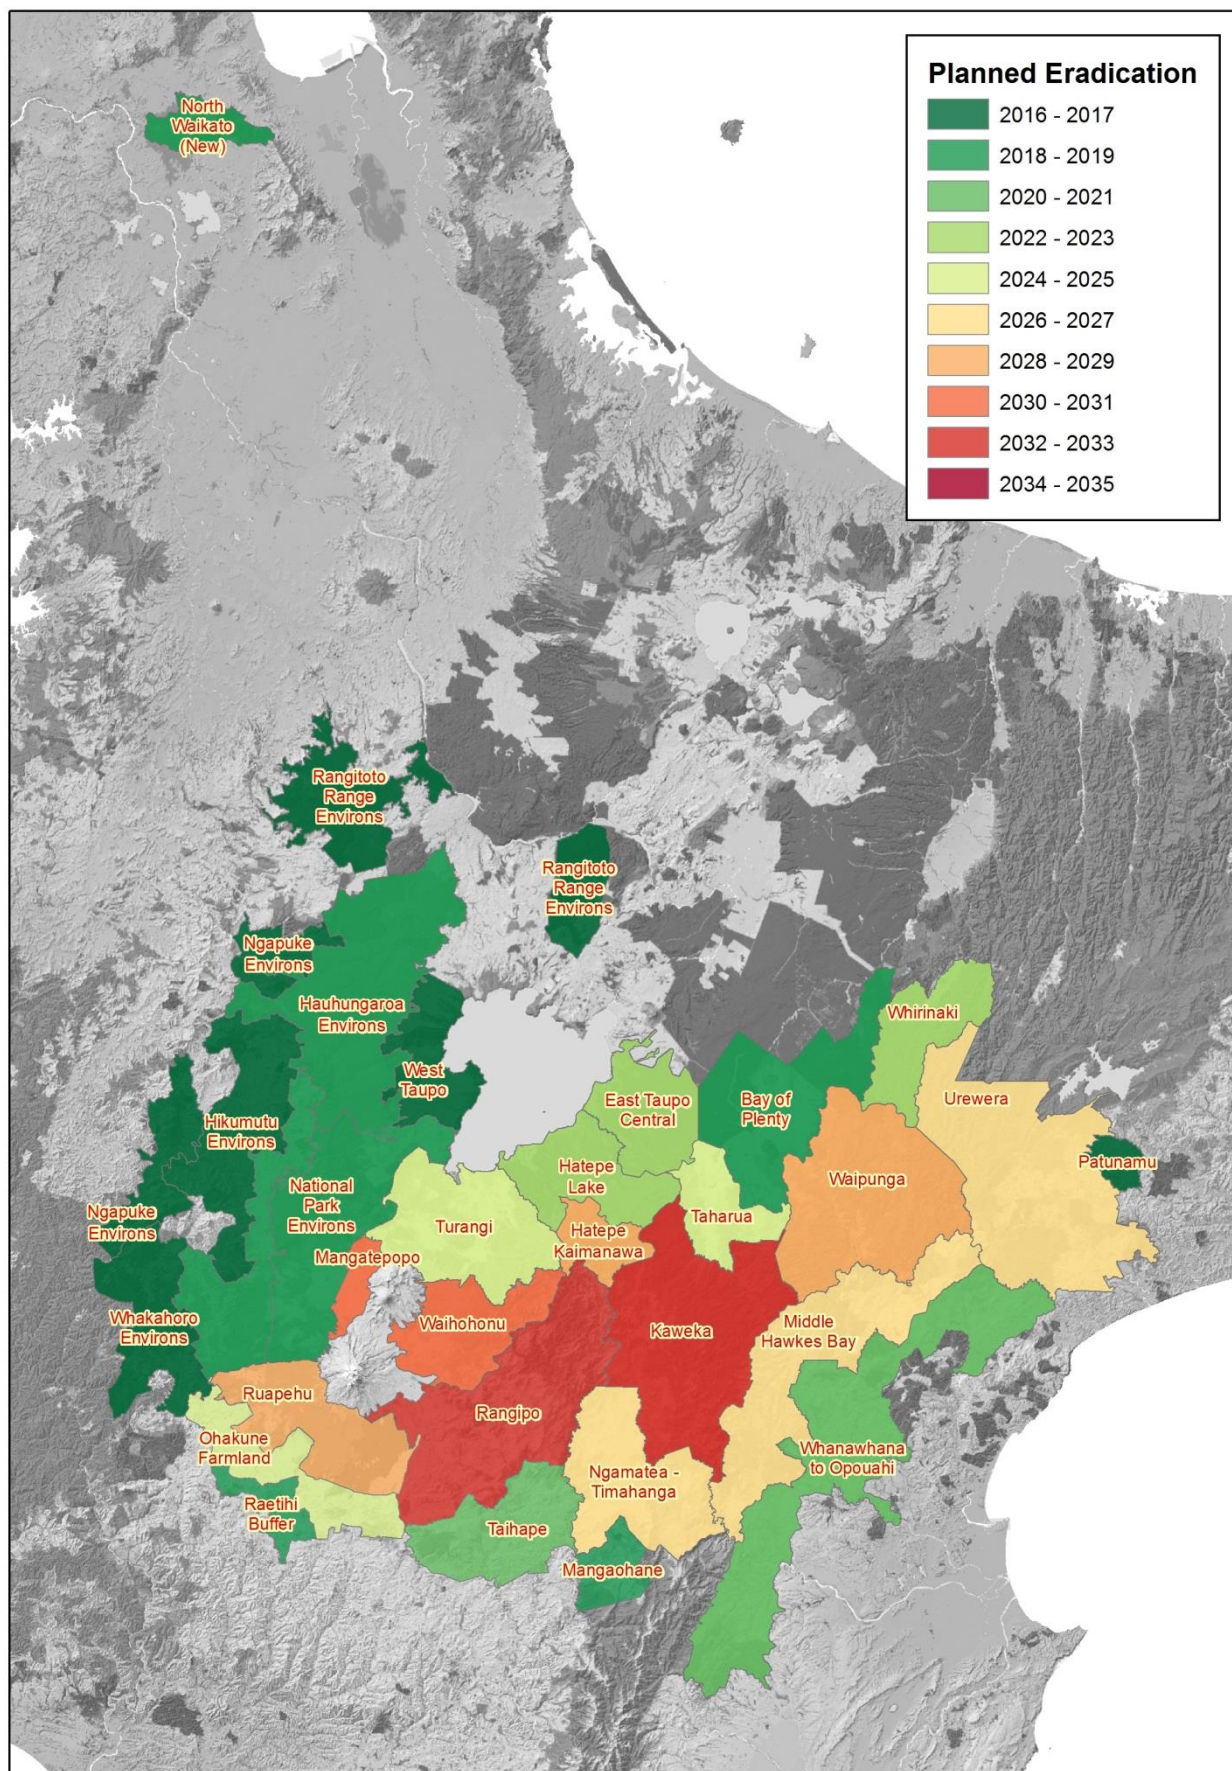 Planned Eradication
2016 - 2017
2018 - 2019
2020 - 2021
2022 - 2023
2024 - 2025
2026 - 2027
2028 - 2029
2030 - 2031
2032 - 2033
2034 - 2035
North
Waikato
(New)
Rangitoto
Range
Environs
Rangitoto
Range
Environs
Ngapuke
Environs
Hauhungaroa
Environs
West
Taupo
Hikumutu
Environs
Whirinaki
Urewera
East Taupo
Central
Bay of
Plenty
Patunamu
Hatepe
Lake
Waipunga
National
Park
Environs
Ngapuke
Environs
Turangi
Taharua
Hatepe
Kaimanawa
Mangatepopo
Whakahoro
Environs
Waihohonu
Kaweka
Middle
Hawkes Bay
Ruapehu
Rangipo
Ohakune
Farmland
Whanawhana
to Opouahi
Ngamatea -
Timahanga
Raetihi
Buffer
Taihape
Mangaohane